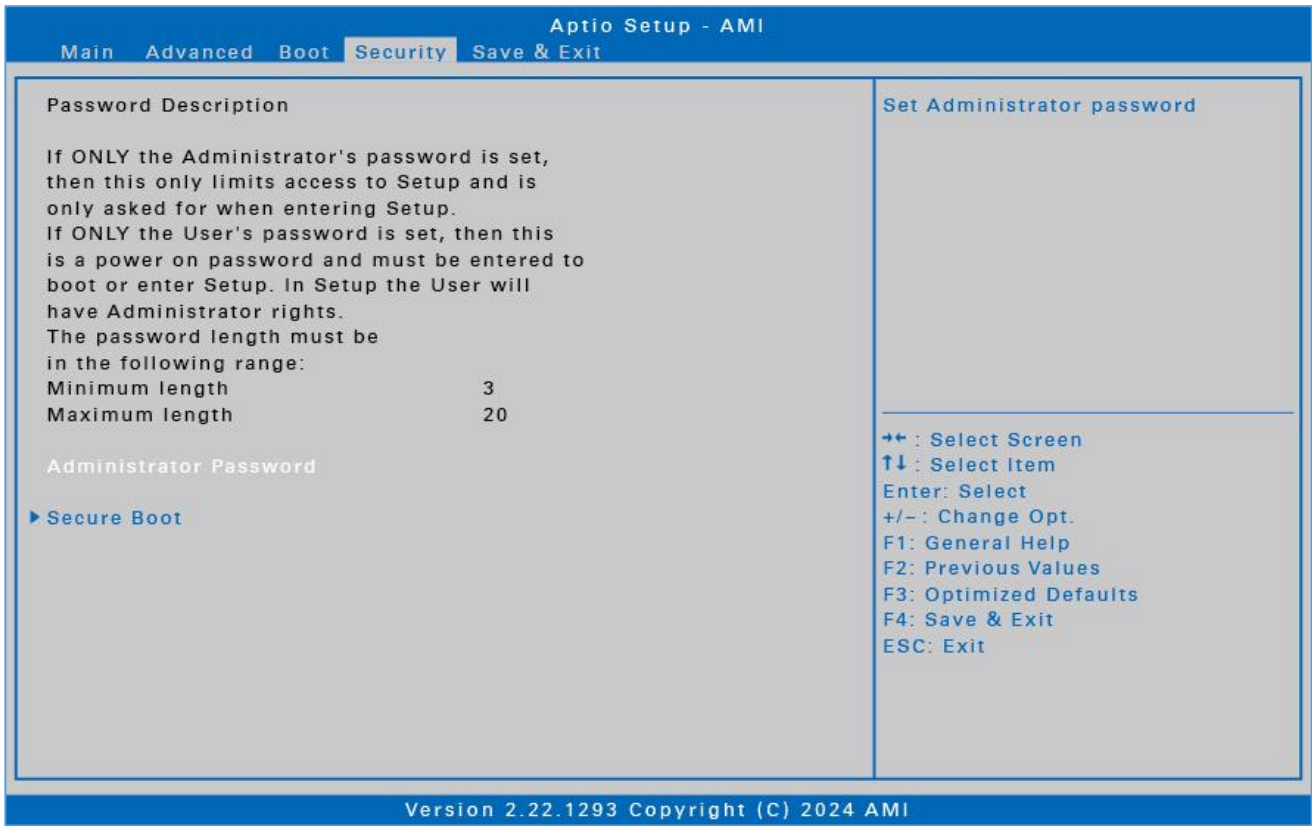 Aptio Setup - AMI
Main Advanced Boot Security Save & Exit
Password Description
If ONLY the Administrator's password is set,
then this only limits access to Setup and is
only asked for when entering Setup.
If ONLY the User's password is set, then this
is a power on password and must be entered to
boot or enter Setup. In Setup the User will
have Administrator rights.
The password length must be
in the following range:
Minimum length 3
Maximum length 20
Administrator Password
▶ Secure Boot
Set Administrator password
→← : Select Screen
↑↓ : Select Item
Enter: Select
+/– : Change Opt.
F1: General Help
F2: Previous Values
F3: Optimized Defaults
F4: Save & Exit
ESC: Exit
Version 2.22.1293 Copyright (C) 2024 AMI